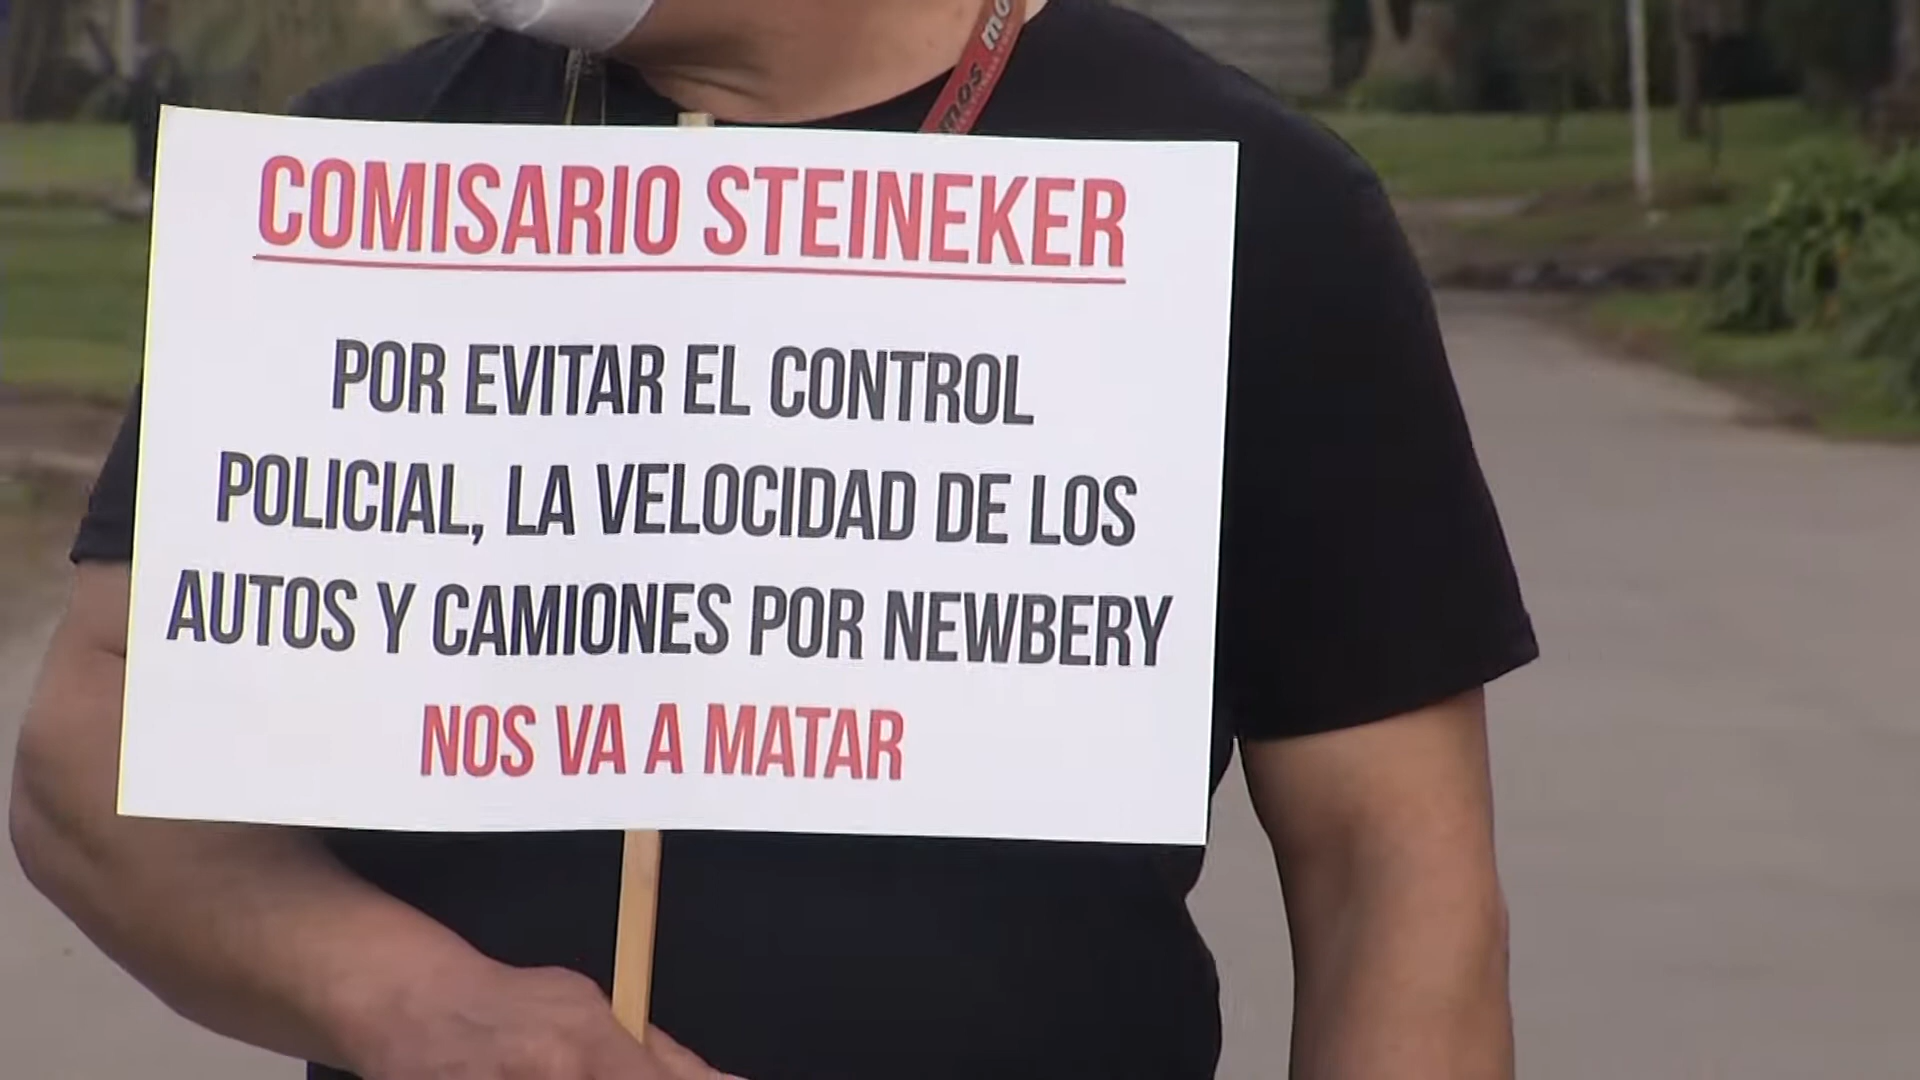 COMISARIO STEINEKER
POR EVITAR EL CONTROL
POLICIAL, LA VELOCIDAD DE LOS
AUTOS Y CAMIONES POR NEWBERY
NOS VA A MATAR